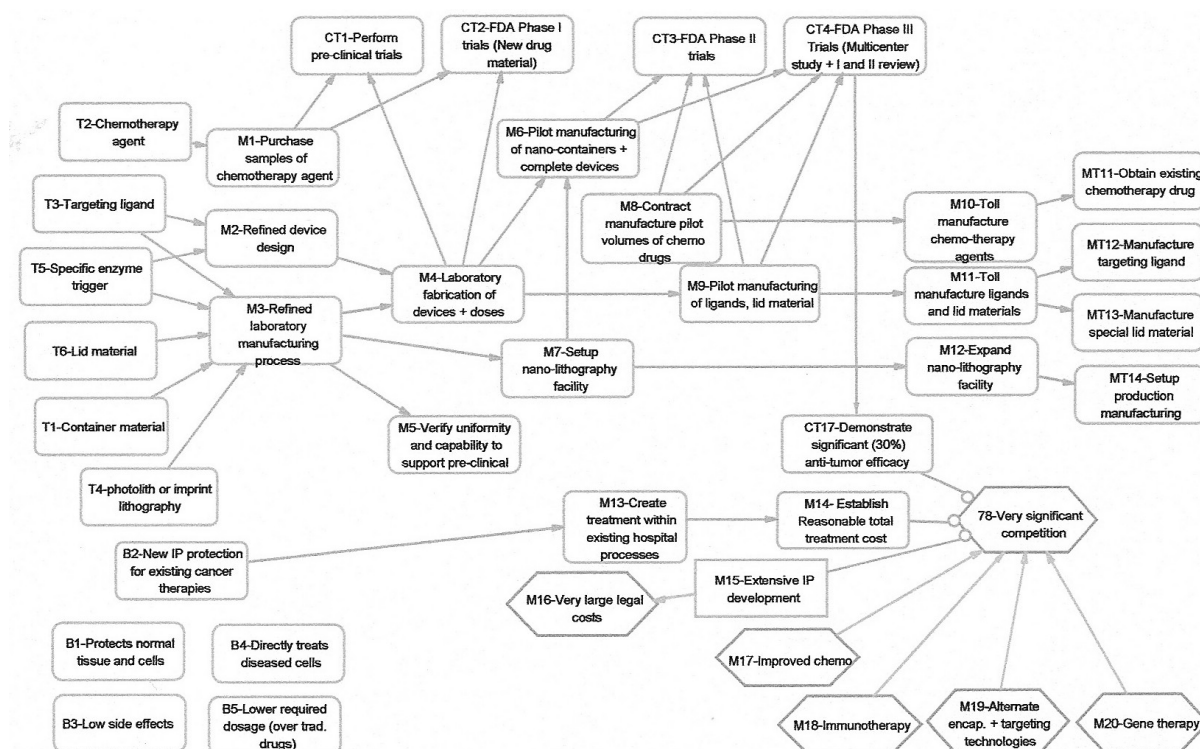 CT1-Perform
pre-clinical trials
CT2-FDA Phase I
trials (New drug
material)
CT3-FDA Phase II
trials
CT4-FDA Phase III
Trials (Multicenter
study + I and II review)
T2-Chemotherapy
agent
M1-Purchase
samples of
chemotherapy agent
M6-Pilot manufacturing
of nano-containers +
complete devices
T3-Targeting ligand
M2-Refined device
design
M8-Contract
manufacture pilot
volumes of chemo
drugs
M10-Toll
manufacture
chemo-therapy
agents
MT11-Obtain existing
chemotherapy drug
MT12-Manufacture
targeting ligand
T5-Specific enzyme
trigger
M4-Laboratory
fabrication of
devices + doses
M9-Pilot manufacturing
of ligands, lid material
M11-Toll
manufacture ligands
and lid materials
MT13-Manufacture
special lid material
M3-Refined
laboratory
manufacturing
process
T6-Lid material
M7-Setup
nano-lithography
facility
M12-Expand
nano-lithography
facility
MT14-Setup
production
manufacturing
T1-Container material
M5-Verify uniformity
and capability to
support pre-clinical
CT17-Demonstrate
significant (30%)
anti-tumor efficacy
T4-photolith or imprint
lithography
M13-Create
treatment within
existing hospital
processes
M14- Establish
Reasonable total
treatment cost
78-Very significant
competition
B2-New IP protection
for existing cancer
therapies
M15-Extensive IP
development
M16-Very large legal
costs
B1-Protects normal
tissue and cells
B4-Directly treats
diseased cells
M17-Improved chemo
B3-Low side effects
B5-Lower required
dosage (over trad.
drugs)
M18-Immunotherapy
M19-Alternate
encap. + targeting
technologies
M20-Gene therapy